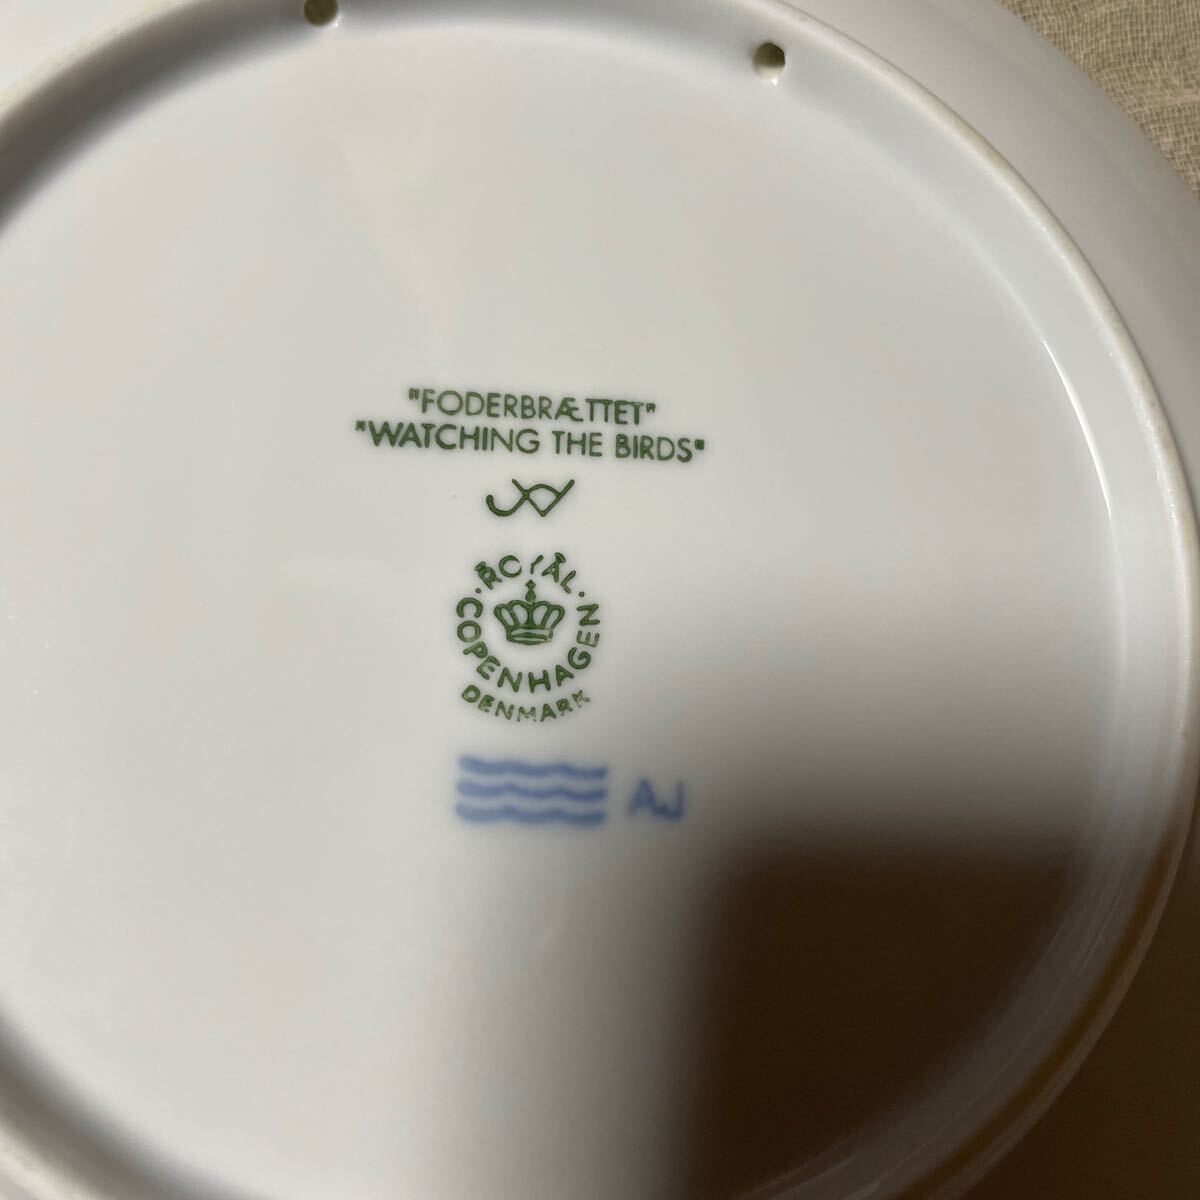 "FODERBRÆTTET"
"WATCHING THE BIRDS"
ROYAL
COPENHAGEN
DENMARK
AJ